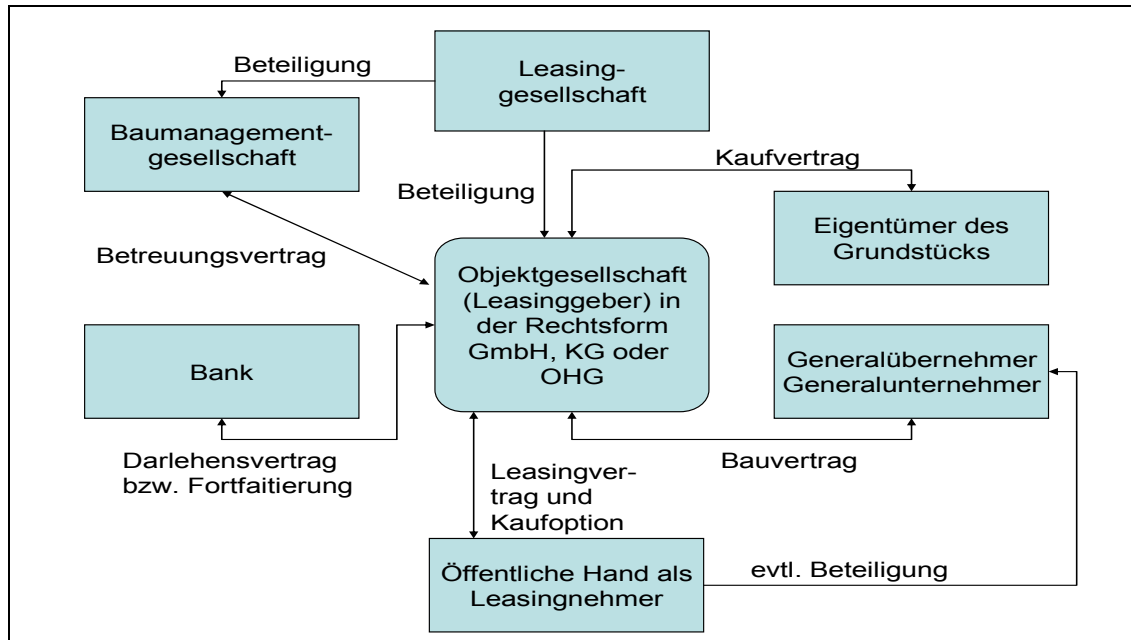 Beteiligung
Leasing-
gesellschaft
Baumanagement-
gesellschaft
Kaufvertrag
Beteiligung
Eigentümer des
Grundstücks
Betreuungsvertrag
Objektgesellschaft
(Leasinggeber) in
der Rechtsform
GmbH, KG oder
OHG
Bank
Generalübernehmer
Generalunternehmer
Darlehensvertrag
bzw. Fortfaitierung
Leasingver-
trag und
Kaufoption
Bauvertrag
Öffentliche Hand als
Leasingnehmer
evtl. Beteiligung